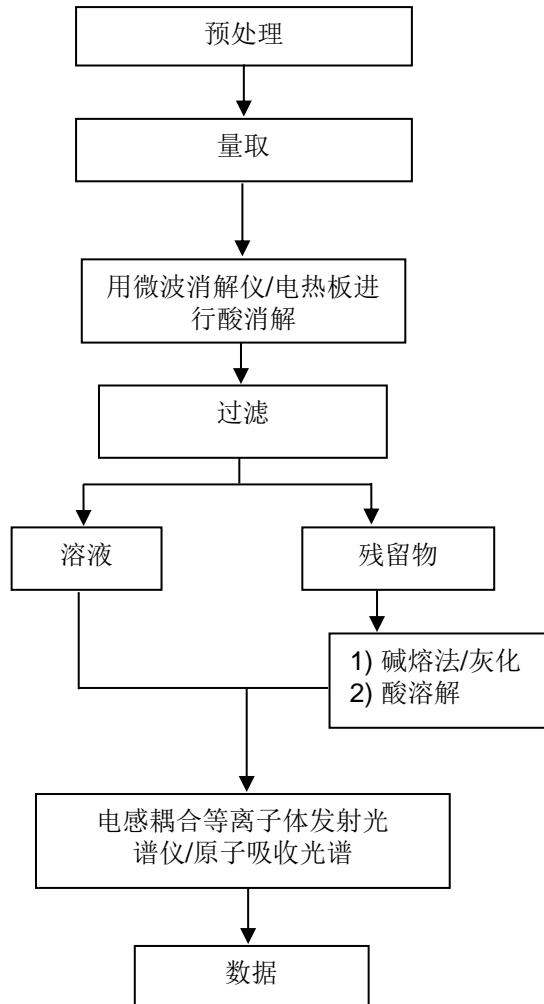 预处理
量取
用微波消解仪/电热板进
行酸消解
过滤
溶液
残留物
1) 碱熔法/灰化
2) 酸溶解
电感耦合等离子体发射光
谱仪/原子吸收光谱
数据